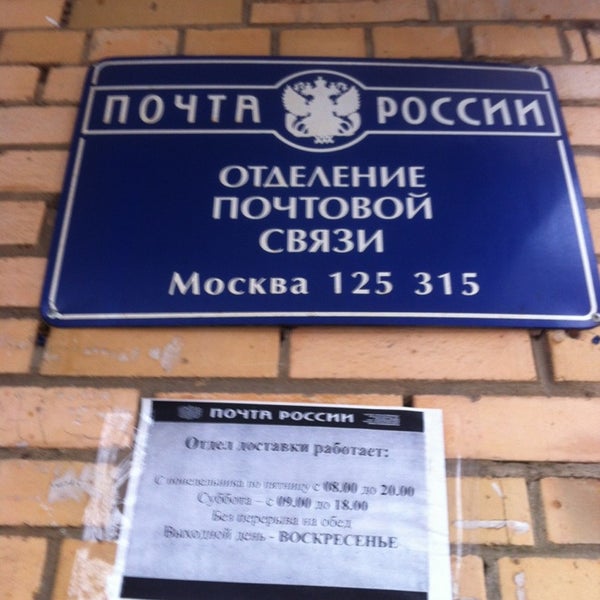 ПОЧТА РОССИИ
ОТДЕЛЕНИЕ
ПОЧТОВОЙ
СВЯЗИ
Москва 125 315
ПОЧТА РОССИИ
Отдел доставки работает:
С понедельника по пятницу с 08.00 до 20.00
Суббота – с 09.00 до 18.00
Без перерыва на обед
Выходной день - ВОСКРЕСЕНЬЕ